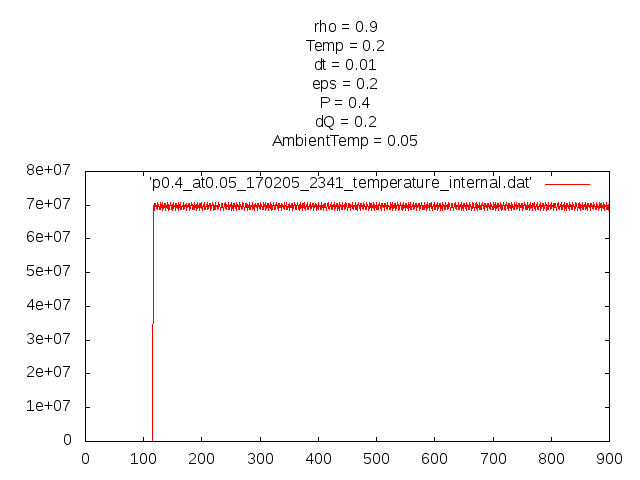 rho = 0.9
Temp = 0.2
dt = 0.01
eps = 0.2
P = 0.4
dQ = 0.2
AmbientTemp = 0.05
'p0.4_at0.05_170205_2341_temperature_internal.dat'
8e+07
7e+07
6e+07
5e+07
4e+07
3e+07
2e+07
1e+07
0
0 100 200 300 400 500 600 700 800 900